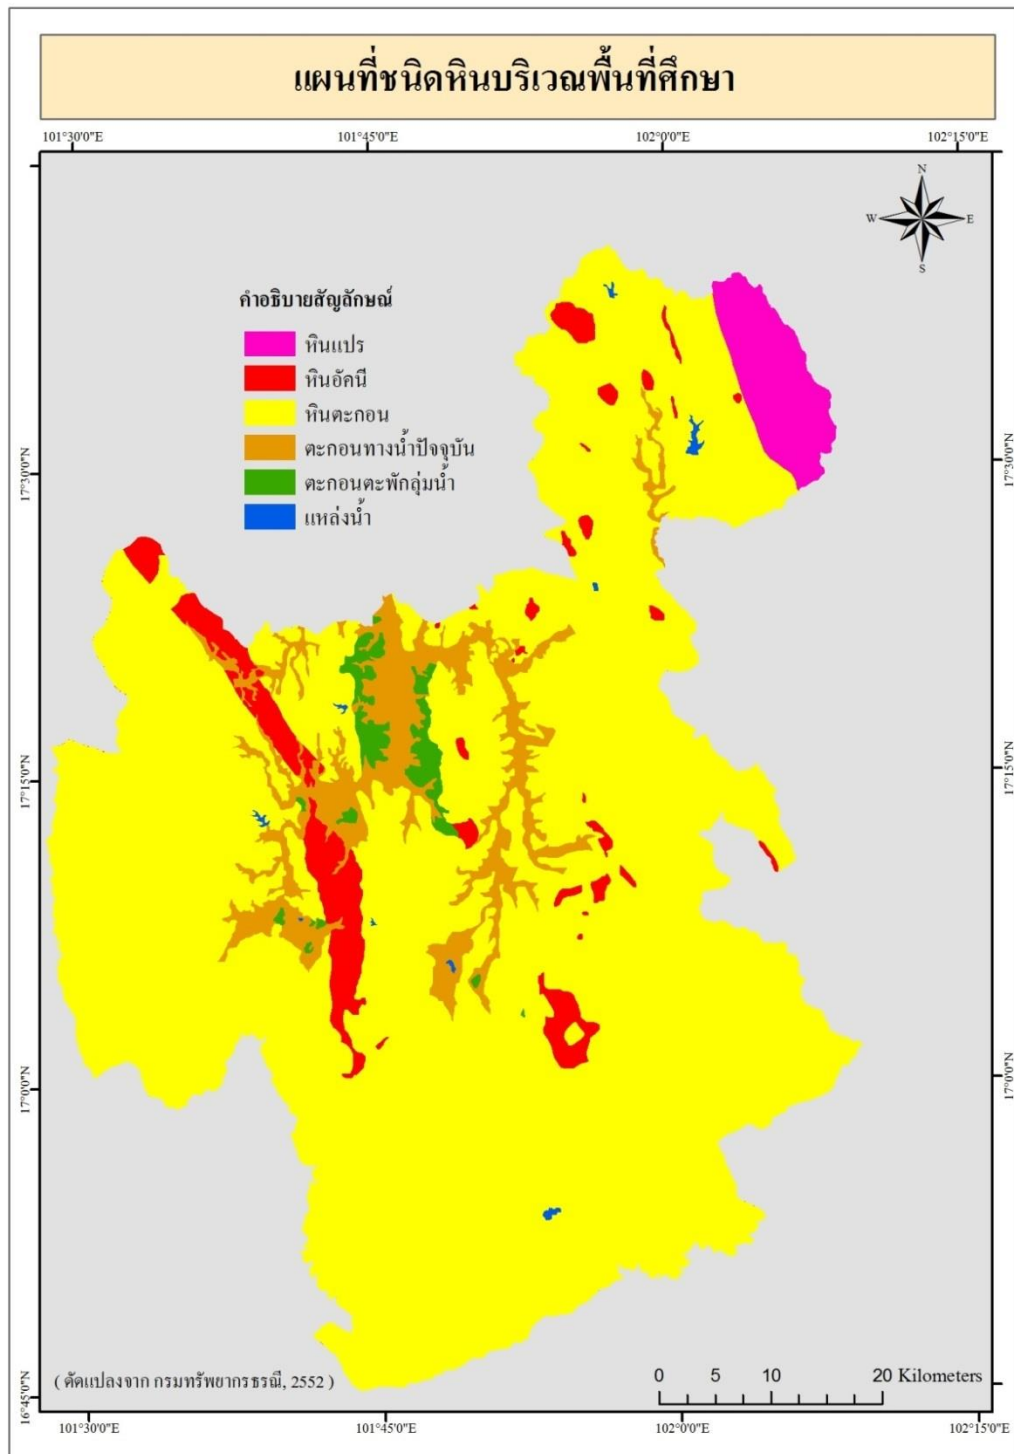 แผนที่ชนิดหินบริเวณพื้นที่ศึกษา
101°30'0"E 101°45'0"E 102°0'0"E 102°15'0"E
N
W E
S
คำอธิบายสัญลักษณ์
หินแปร
หินอัคนี
หินตะกอน
ตะกอนทางน้ำปัจจุบัน
ตะกอนตะพักลุ่มน้ำ
แหล่งน้ำ
17°30'0"N 17°30'0"N
17°15'0"N 17°15'0"N
17°0'0"N 17°0'0"N
16°45'0"N
( ดัดแปลงจาก กรมทรัพยากรธรณี, 2552 )
0 5 10 20 Kilometers
101°30'0"E 101°45'0"E 102°0'0"E 102°15'0"E